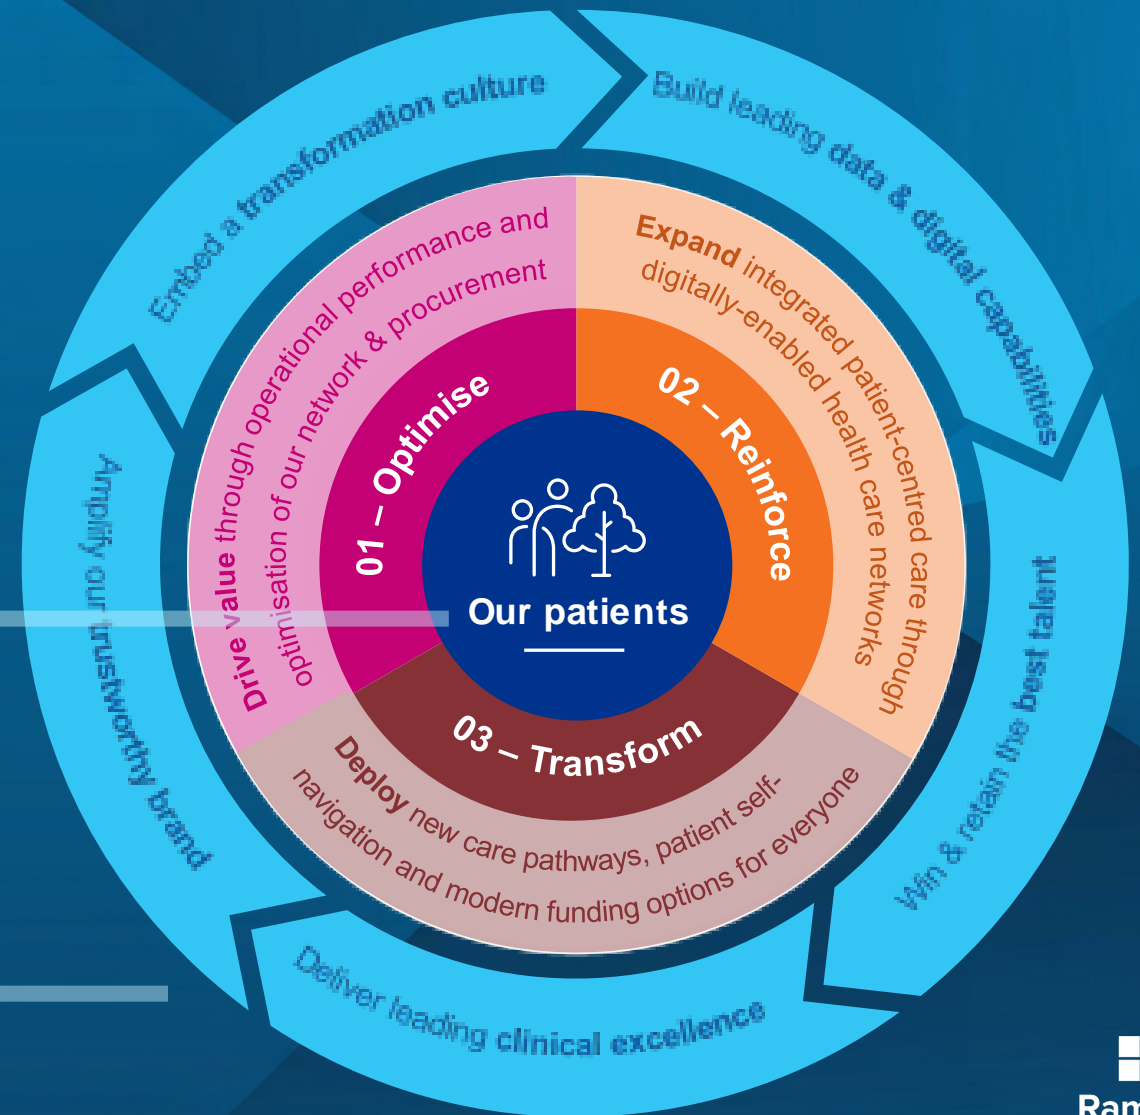 Embed a transformation culture
Build leading data & digital capabilities
Win & retain the best talent
Deliver leading clinical excellence
Amplify our trustworthy brand
Drive value through operational performance and
optimisation of our network & procurement
01 – Optimise
Expand integrated patient-centred care through
digitally-enabled health care networks
02 – Reinforce
Our patients
03 – Transform
Deploy new care pathways, patient self-
navigation and modern funding options for everyone
Ram